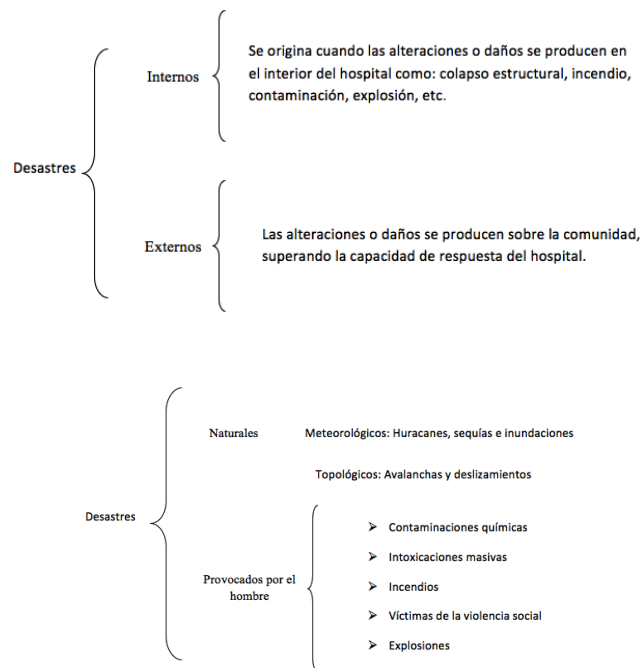 Desastres
Internos
Se origina cuando las alteraciones o daños se producen en
el interior del hospital como: colapso estructural, incendio,
contaminación, explosión, etc.
Externos
Las alteraciones o daños se producen sobre la comunidad,
superando la capacidad de respuesta del hospital.
Desastres
Naturales
Meteorológicos: Huracanes, sequías e inundaciones
Topológicos: Avalanchas y deslizamientos
Provocados por el
hombre
➢ Contaminaciones químicas
➢ Intoxicaciones masivas
➢ Incendios
➢ Víctimas de la violencia social
➢ Explosiones